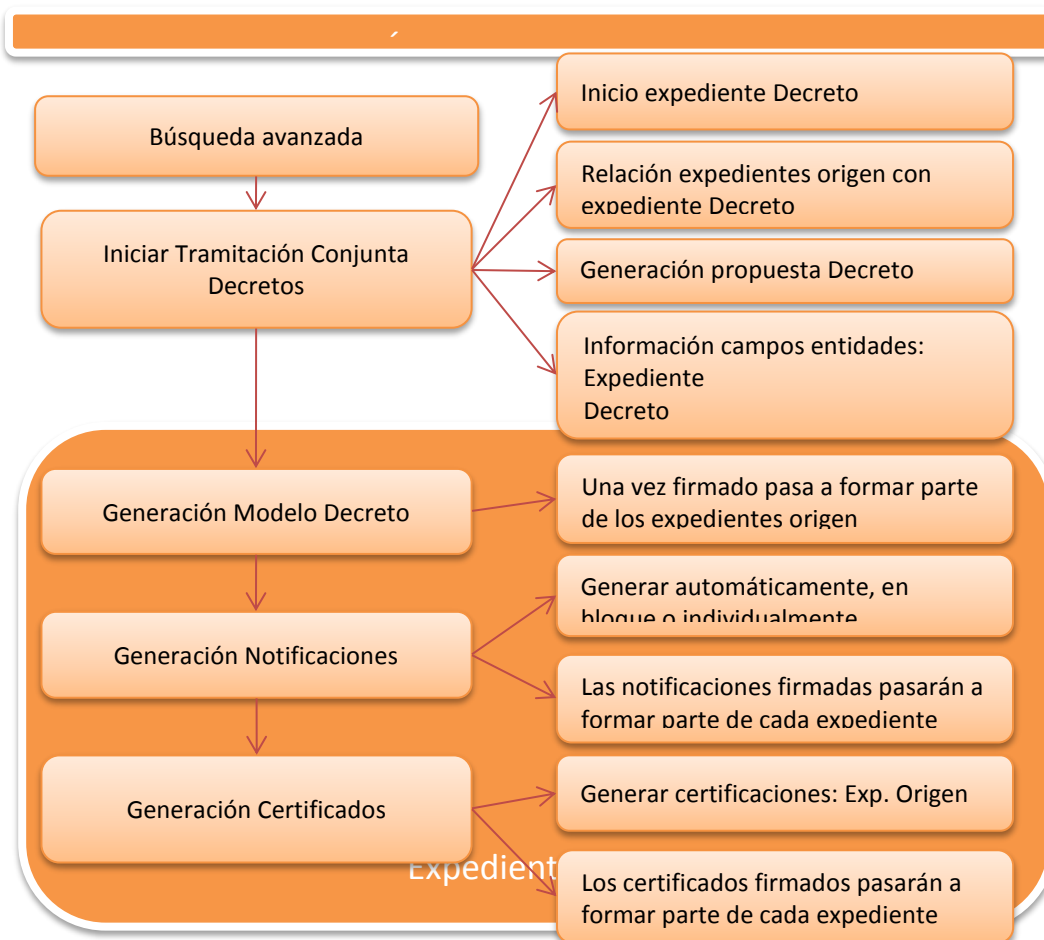 Búsqueda avanzada
Iniciar Tramitación Conjunta
Decretos
Inicio expediente Decreto
Relación expedientes origen con
expediente Decreto
Generación propuesta Decreto
Información campos entidades:
Expediente
Decreto
Generación Modelo Decreto
Una vez firmado pasa a formar parte
de los expedientes origen
Generación Notificaciones
Generar automáticamente, en
bloque o individualmente
Las notificaciones firmadas pasarán a
formar parte de cada expediente
Generación Certificados
Generar certificaciones: Exp. Origen
Los certificados firmados pasarán a
formar parte de cada expediente
Expedient